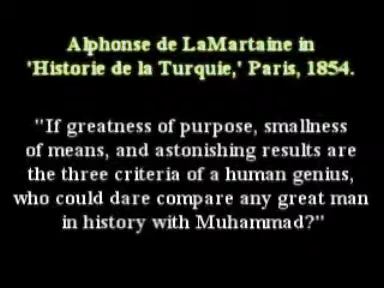 Alphonse de LaMartaine in
'Historie de la Turquie,' Paris, 1854.
"If greatness of purpose, smallness
of means, and astonishing results are
the three criteria of a human genius,
who could dare compare any great man
in history with Muhammad?"